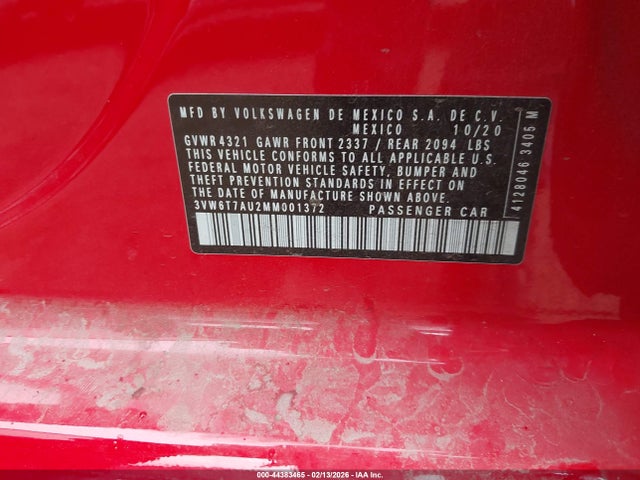 MFD BY VOLKSWAGEN DE MEXICO S.A. DE C.V.
MEXICO 10/20
GVWR 4321 GAWR FRONT 2337 / REAR 2094 LBS
THIS VEHICLE CONFORMS TO ALL APPLICABLE U.S.
FEDERAL MOTOR VEHICLE SAFETY, BUMPER AND
THEFT PREVENTION STANDARDS IN EFFECT ON
THE DATE OF MANUFACTURE SHOWN ABOVE
3VW6T7AU2MM001372 PASSENGER CAR
4128046 3405 M
000-44383465 - 02/13/2026 - IAA Inc.